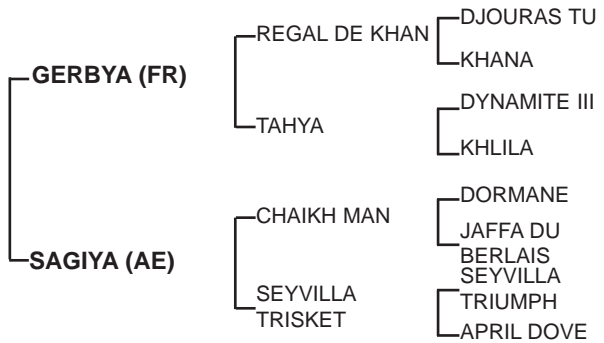 DJOURAS TU
REGAL DE KHAN
KHANA
GERBYA (FR)
DYNAMITE III
TAHYA
KHLILA
DORMANE
CHAIKH MAN
JAFFA DU
BERLAIS
SAGIYA (AE)
SEYVILLA
TRIUMPH
SEYVILLA
TRISKET
APRIL DOVE